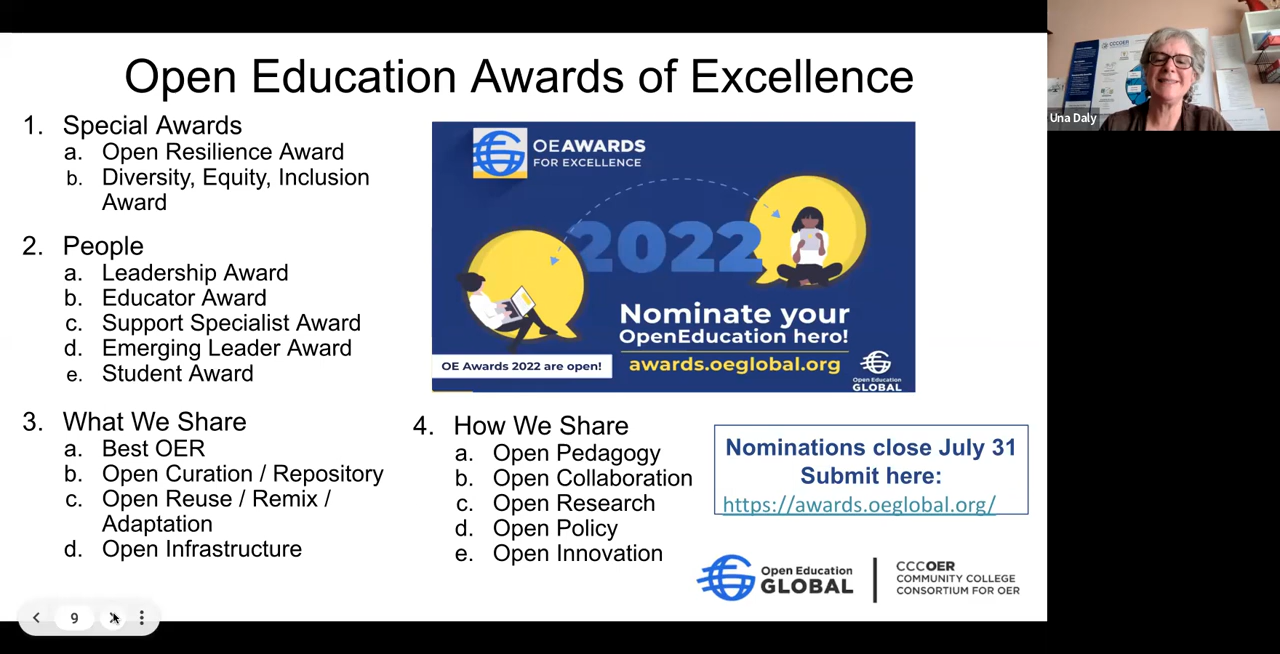 Open Education Awards of Excellence
1. Special Awards
a. Open Resilience Award
b. Diversity, Equity, Inclusion
Award
2. People
a. Leadership Award
b. Educator Award
c. Support Specialist Award
d. Emerging Leader Award
e. Student Award
3. What We Share
a. Best OER
b. Open Curation / Repository
c. Open Reuse / Remix /
Adaptation
d. Open Infrastructure
OEAWARDS
FOR EXCELLENCE
2022
Nominate your
OpenEducation hero!
awards.oeglobal.org
OE Awards 2022 are open!
Open Education
GLOBAL
4. How We Share
a. Open Pedagogy
b. Open Collaboration
c. Open Research
d. Open Policy
e. Open Innovation
Nominations close July 31
Submit here:
https://awards.oeglobal.org/
Open Education
GLOBAL
CCCOER
COMMUNITY COLLEGE
CONSORTIUM FOR OER
9
CCCOER
Una Daly